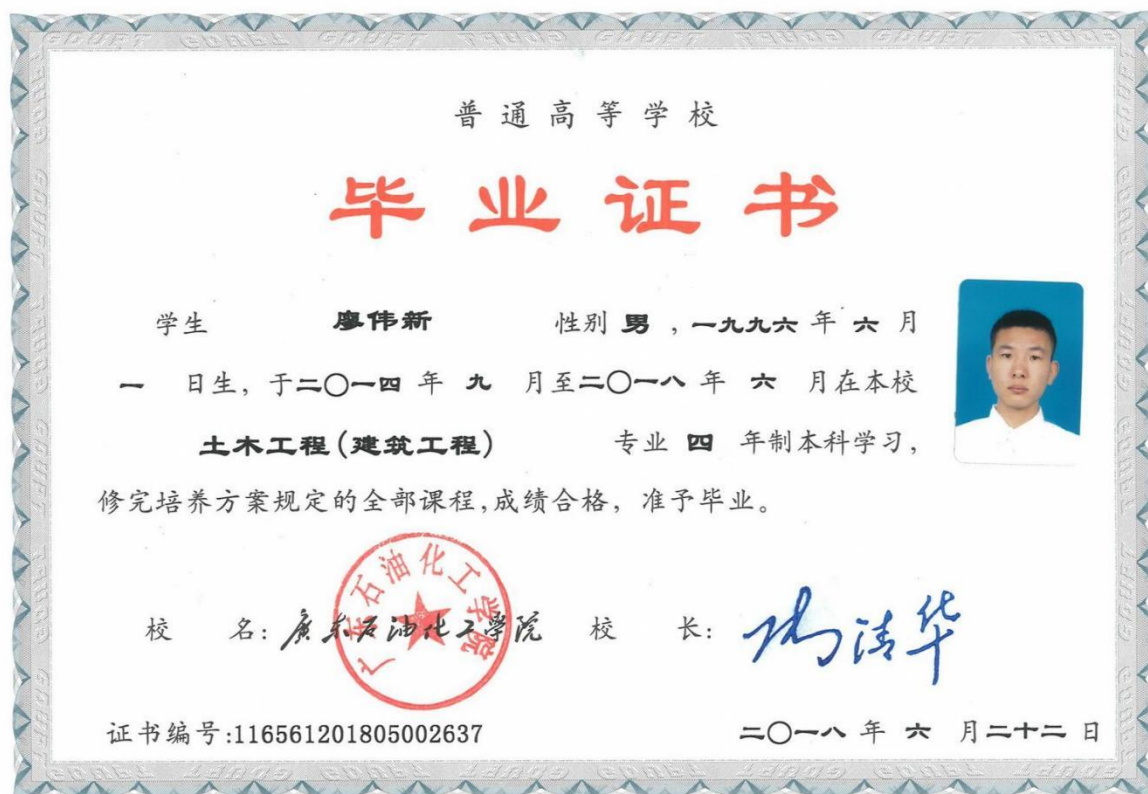 普通高等学校
毕业证书
学生 廖伟新 性别 男 , 一九九六 年 六 月
一 日生, 于二〇一四 年 九 月至二〇一八 年 六 月在本校
土木工程(建筑工程) 专业 四 年制本科学习,
修完培养方案规定的全部课程,成绩合格, 准予毕业。
广东石油化工学院
校 名: 廣东石油化工學院 校 长:
证书编号:116561201805002637 二〇一八 年 六 月二十二 日